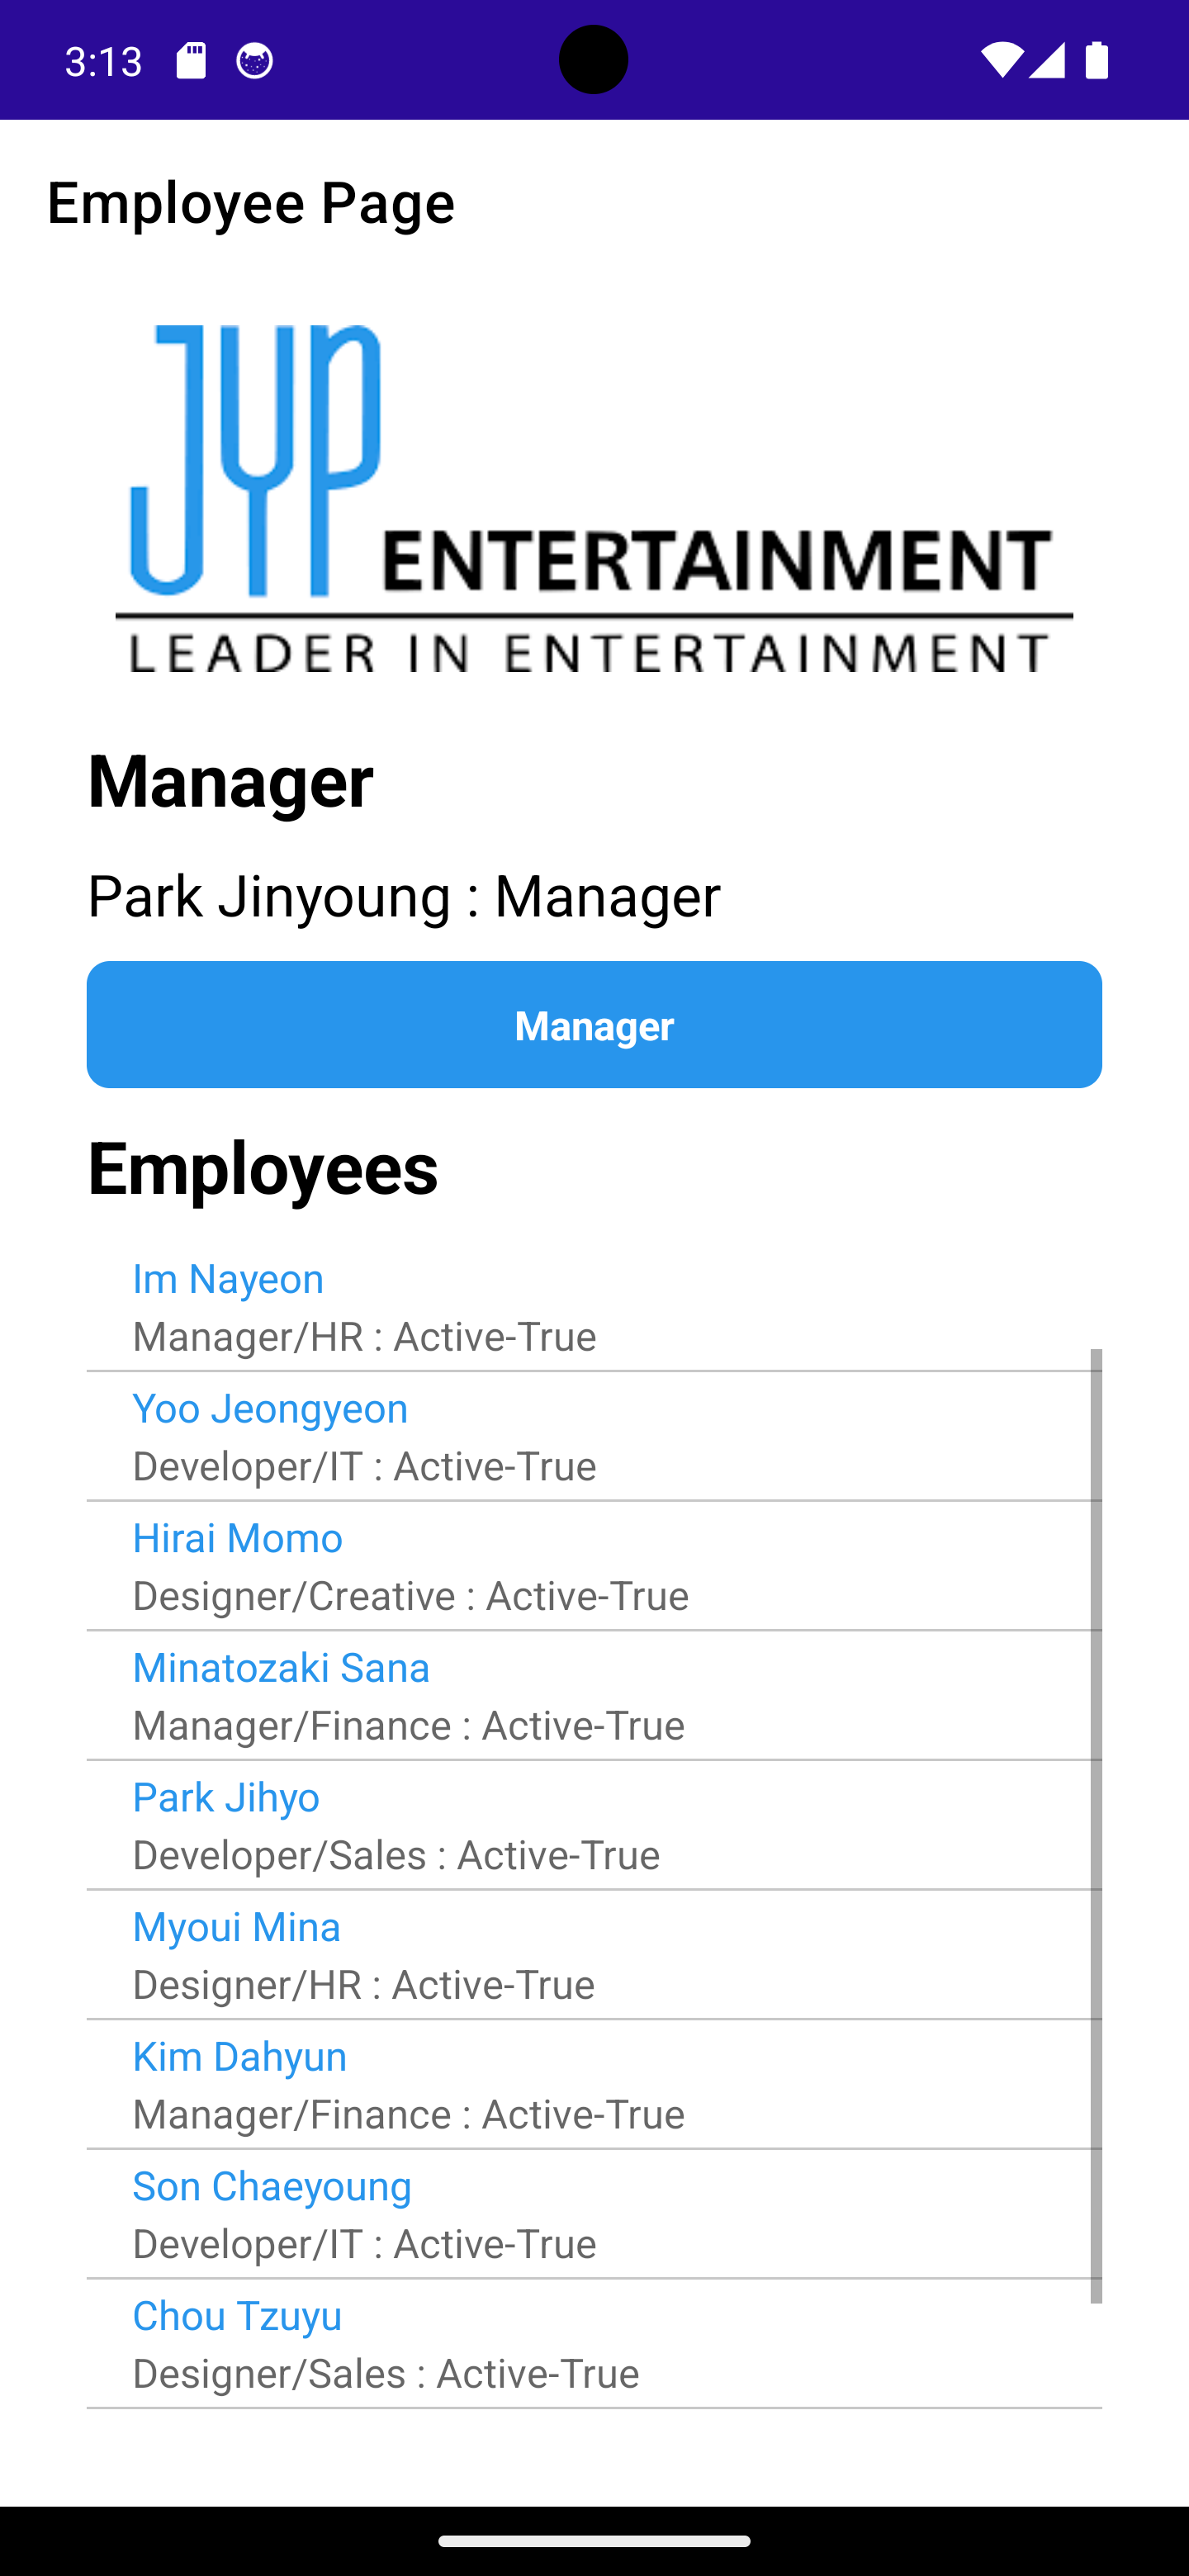 3:13
Employee Page
JYP ENTERTAINMENT
LEADER IN ENTERTAINMENT
Manager
Park Jinyoung : Manager
Manager
Employees
Im Nayeon
Manager/HR : Active-True
Yoo Jeongyeon
Developer/IT : Active-True
Hirai Momo
Designer/Creative : Active-True
Minatozaki Sana
Manager/Finance : Active-True
Park Jihyo
Developer/Sales : Active-True
Myoui Mina
Designer/HR : Active-True
Kim Dahyun
Manager/Finance : Active-True
Son Chaeyoung
Developer/IT : Active-True
Chou Tzuyu
Designer/Sales : Active-True